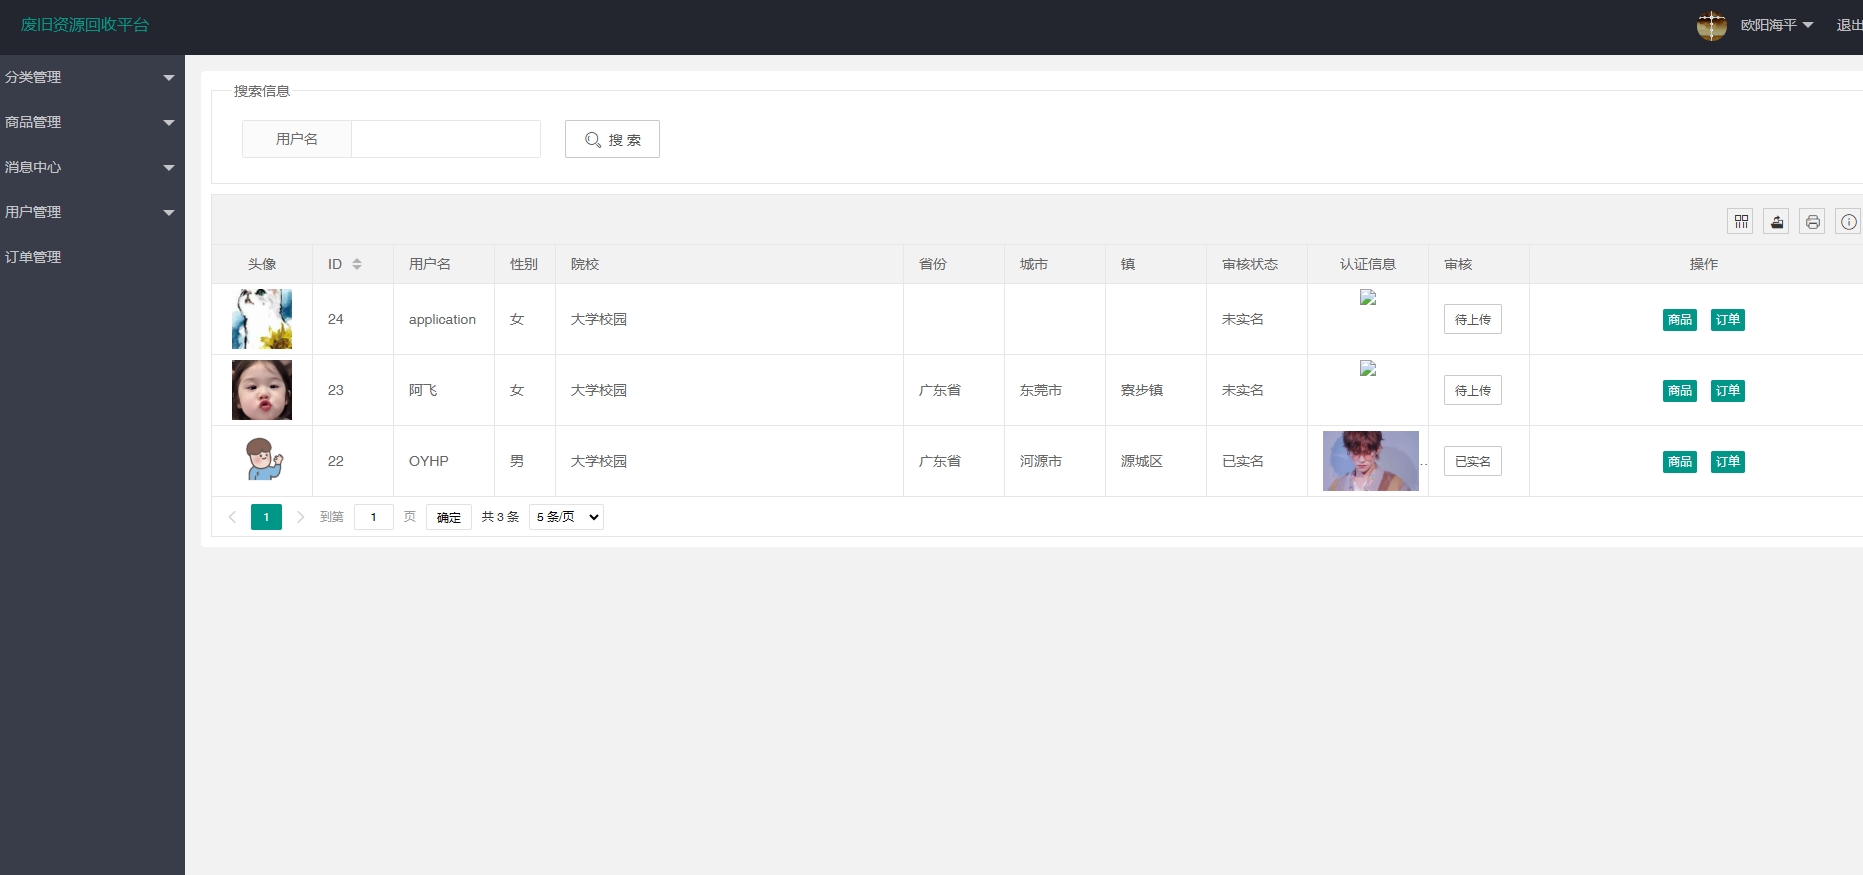 废旧资源回收平台
欧阳海平
退出
分类管理
商品管理
消息中心
用户管理
订单管理
搜索信息
用户名
搜 索
头像 ID 用户名 性别 院校 省份 城市 镇 审核状态 认证信息 审核 操作
24 application 女 大学校园 未实名 待上传 商品 订单
23 阿飞 女 大学校园 广东省 东莞市 寮步镇 未实名 待上传 商品 订单
22 OYHP 男 大学校园 广东省 河源市 源城区 已实名 .. 已实名 商品 订单
1 到第 1 页 确定 共 3 条 5 条/页